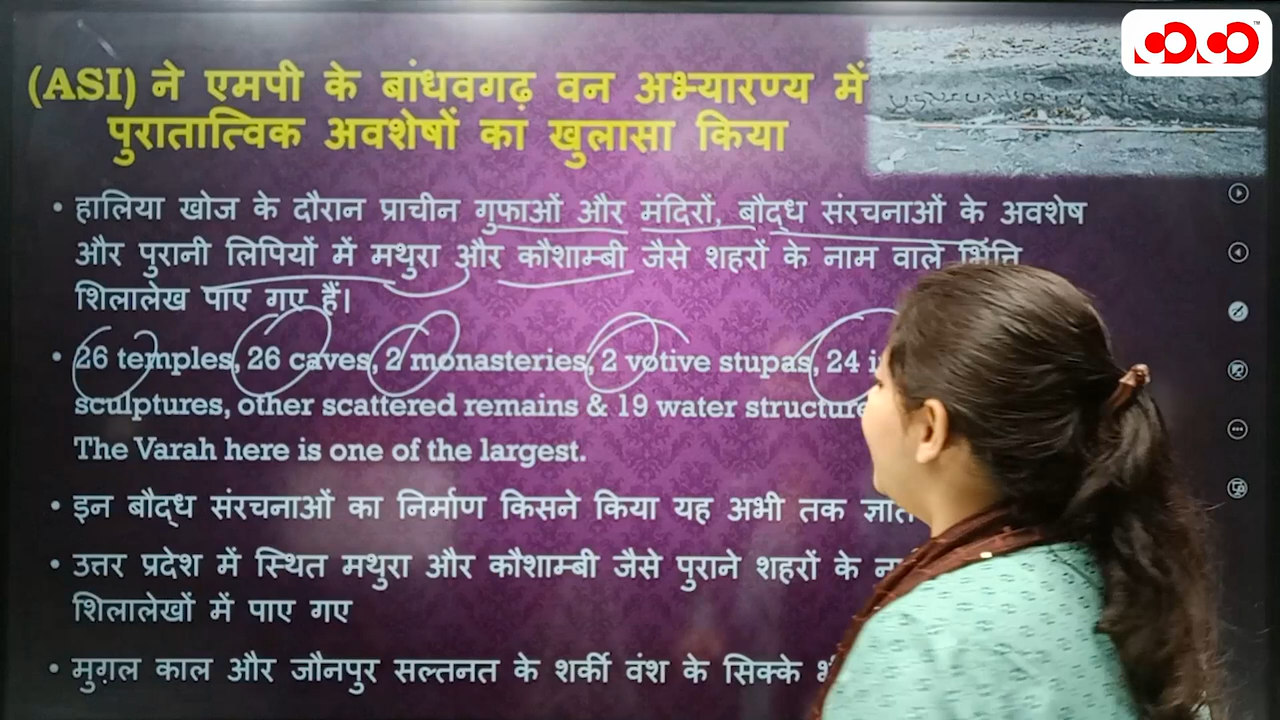 (ASI) ने एमपी के बांधवगढ़ वन अभ्यारण्य में
पुरातात्विक अवशेषों का खुलासा किया
• हालिया खोज के दौरान प्राचीन गुफाओं और मंदिरों, बौद्ध संरचनाओं के अवशेष
और पुरानी लिपियों में मथुरा और कौशाम्बी जैसे शहरों के नाम वाले भित्ति
शिलालेख पाए गए हैं।
• 26 temples, 26 caves, 2 monasteries, 2 votive stupas, 24
sculptures, other scattered remains & 19 water
The Varah here is one of the largest.
• इन बौद्ध संरचनाओं का निर्माण किसने किया यह अभी तक
• उत्तर प्रदेश में स्थित मथुरा और कौशाम्बी जैसे पुराने शहरों के
शिलालेखों में पाए गए
• मुग़ल काल और जौनपुर सल्तनत के शर्की वंश के सिक्के